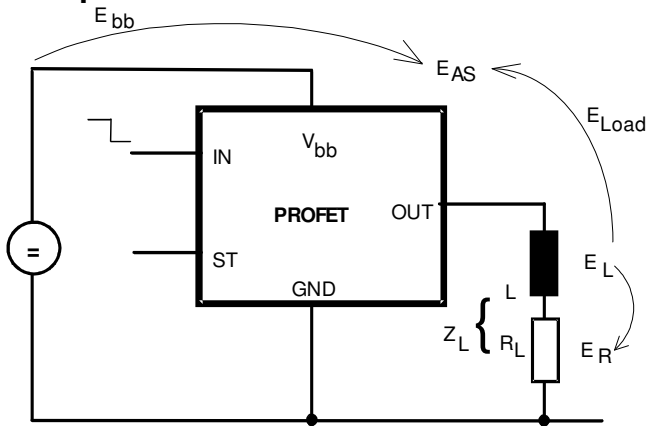 E bb
E AS
E Load
IN
V bb
PROFET
OUT
=
ST
GND
L
E L
Z L {
R L
E R